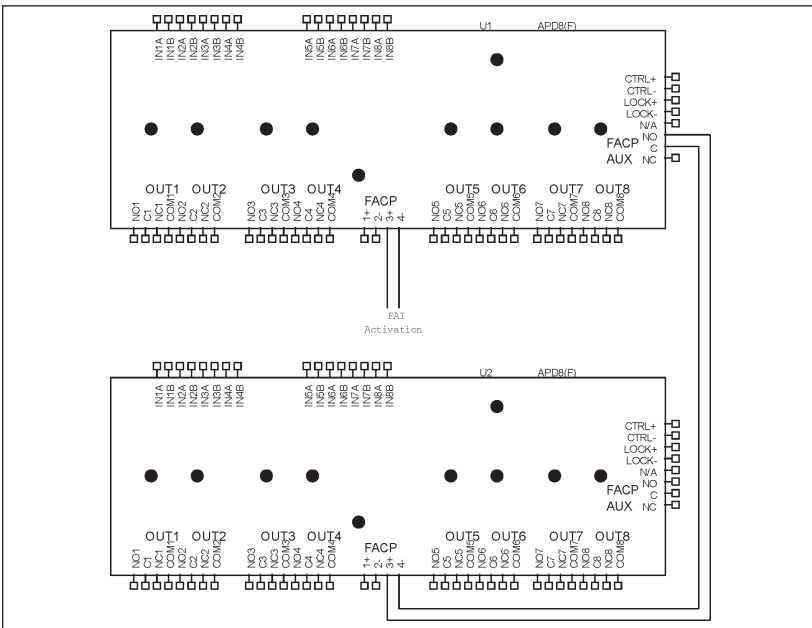 U1 APD8(F)
IN1A IN1B IN2A IN2B IN3A IN3B IN4A IN4B
IN5A IN5B IN6A IN6B IN7A IN7B IN8A IN8B
CTRL+
CTRL-
LOCK+
LOCK-
N/A
NO
FACP C
AUX NC
OUT1 OUT2 OUT3 OUT4 FACP OUT5 OUT6 OUT7 OUT8
NO1 C1 NC1 COM1 NO2 C2 NC2 COM2
NO3 C3 NC3 COM3 NO4 C4 NC4 COM4
1+ 2- 3+ 4-
NO5 C5 NC5 COM5 NO6 C6 NC6 COM6
NO7 C7 NC7 COM7 NO8 C8 NC8 COM8
FAI
Activation
U2 APD8(F)
IN1A IN1B IN2A IN2B IN3A IN3B IN4A IN4B
IN5A IN5B IN6A IN6B IN7A IN7B IN8A IN8B
CTRL+
CTRL-
LOCK+
LOCK-
N/A
NO
FACP C
AUX NC
OUT1 OUT2 OUT3 OUT4 FACP OUT5 OUT6 OUT7 OUT8
NO1 C1 NC1 COM1 NO2 C2 NC2 COM2
NO3 C3 NC3 COM3 NO4 C4 NC4 COM4
1+ 2- 3+ 4-
NO5 C5 NC5 COM5 NO6 C6 NC6 COM6
NO7 C7 NC7 COM7 NO8 C8 NC8 COM8